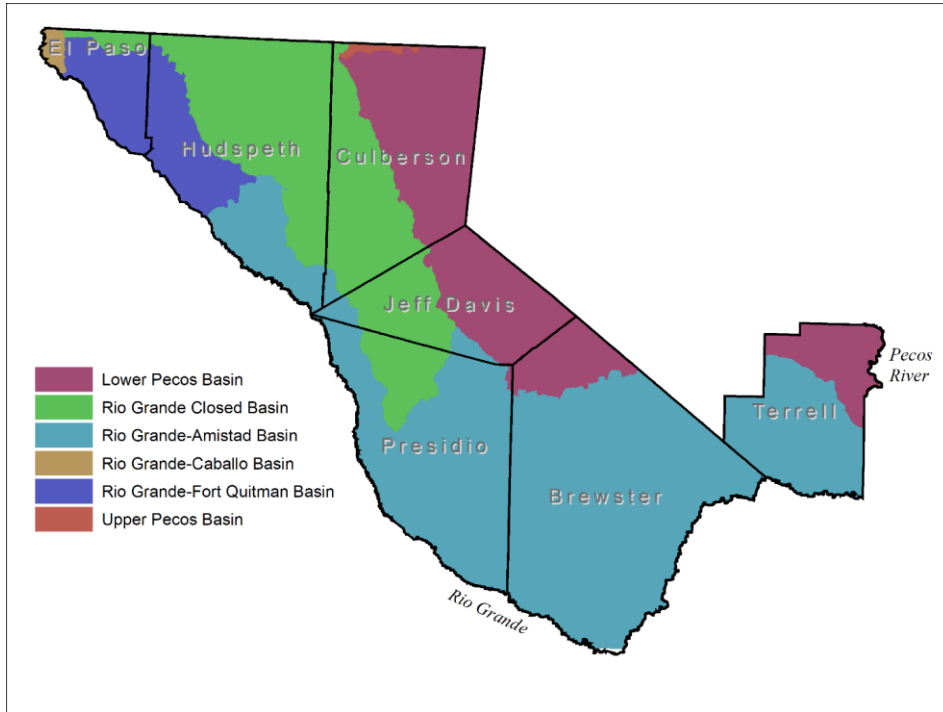 El Paso
Hudspeth
Culberson
Jeff Davis
Pecos
River
Terrell
Presidio
Brewster
Rio Grande
Lower Pecos Basin
Rio Grande Closed Basin
Rio Grande-Amistad Basin
Rio Grande-Caballo Basin
Rio Grande-Fort Quitman Basin
Upper Pecos Basin